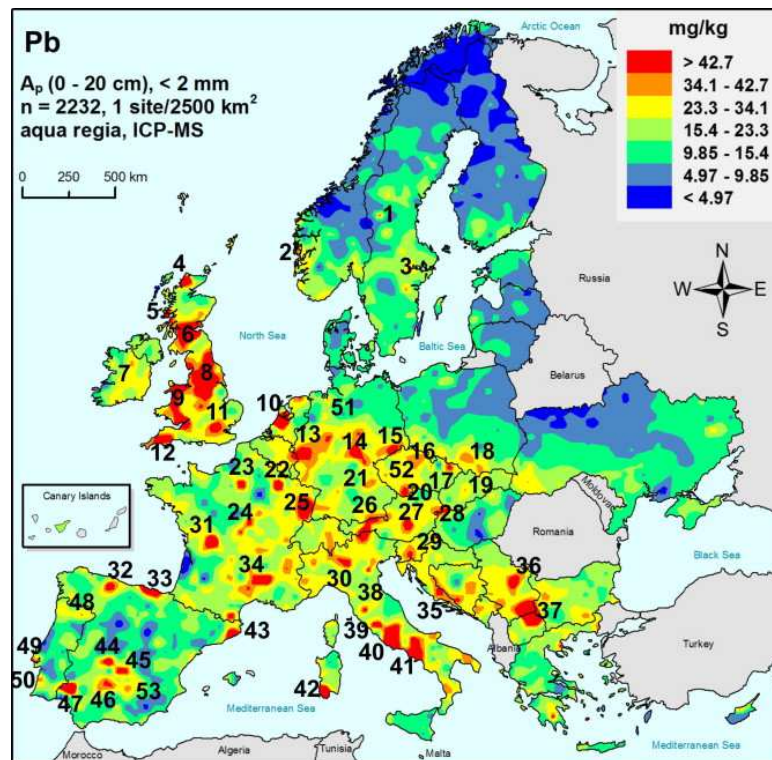 Pb
Aₚ (0 - 20 cm), < 2 mm
n = 2232, 1 site/2500 km²
aqua regia, ICP-MS
0 250 500 km
mg/kg
> 42.7
34.1 - 42.7
23.3 - 34.1
15.4 - 23.3
9.85 - 15.4
4.97 - 9.85
< 4.97
Arctic Ocean
N
W E
S
Russia
1
2
3
4
5
6
North Sea
Baltic Sea
Belarus
7
8
9
10
11
12
51
13
14
15
16
18
52
17
19
20
21
22
23
24
25
26
27
28
29
Moldova
Romania
Canary Islands
Black Sea
31
32
33
34
30
35
36
37
38
39
40
41
42
43
Albania
Turkey
48
49
44
45
50
47
46
53
Mediterranean Sea
Mediterranean Sea
Morocco
Algeria
Tunisia
Malta